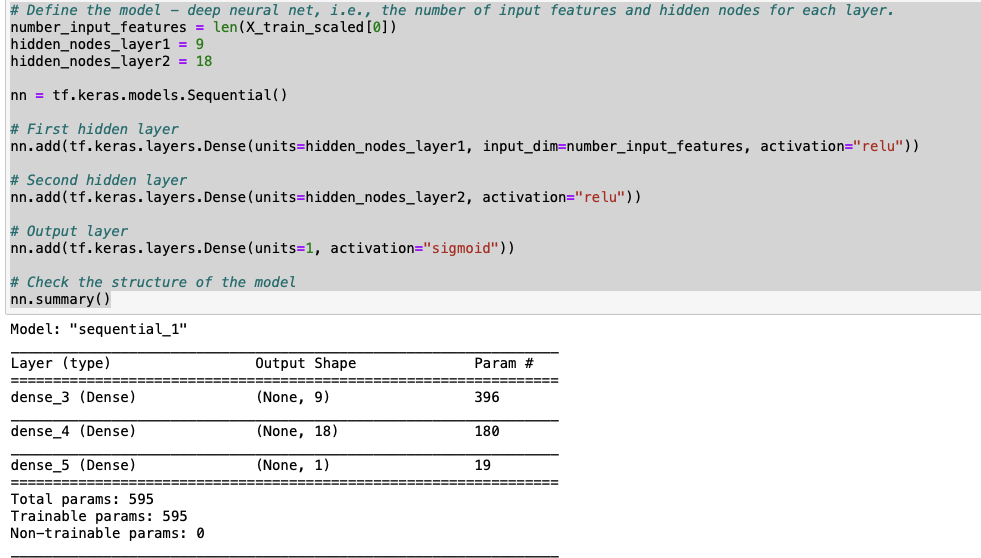 # Define the model – deep neural net, i.e., the number of input features and hidden nodes for each layer.
number_input_features = len(X_train_scaled[0])
hidden_nodes_layer1 = 9
hidden_nodes_layer2 = 18
nn = tf.keras.models.Sequential()
# First hidden layer
nn.add(tf.keras.layers.Dense(units=hidden_nodes_layer1, input_dim=number_input_features, activation="relu"))
# Second hidden layer
nn.add(tf.keras.layers.Dense(units=hidden_nodes_layer2, activation="relu"))
# Output layer
nn.add(tf.keras.layers.Dense(units=1, activation="sigmoid"))
# Check the structure of the model
nn.summary()
Model: "sequential_1"
Layer (type) Output Shape Param #
dense_3 (Dense) (None, 9) 396
dense_4 (Dense) (None, 18) 180
dense_5 (Dense) (None, 1) 19
Total params: 595
Trainable params: 595
Non-trainable params: 0